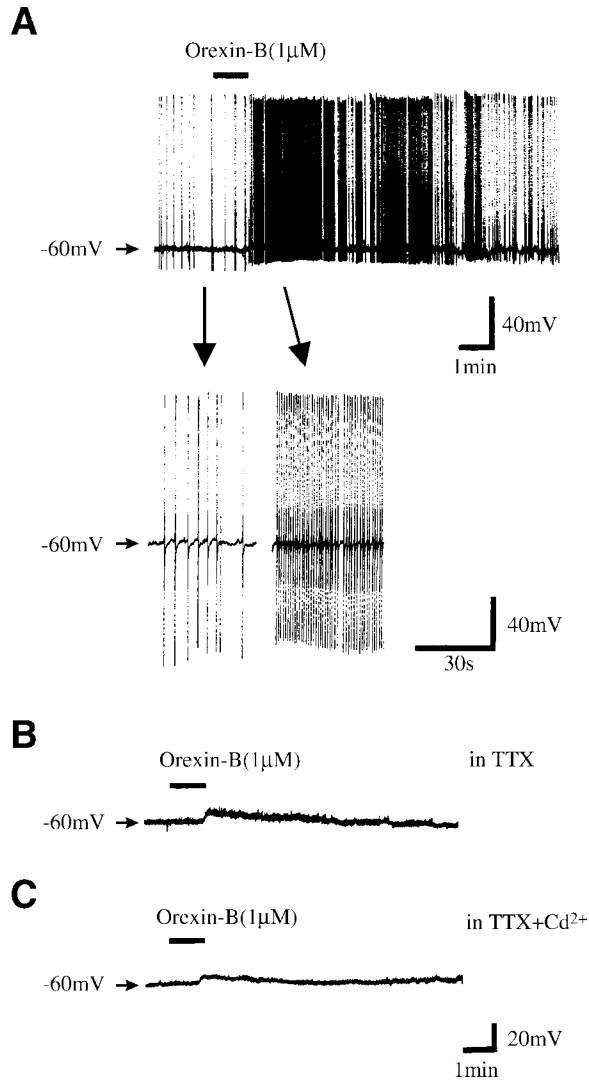 A
Orexin-B(1μM)
-60mV
40mV
1min
-60mV
40mV
30s
B
Orexin-B(1μM)
in TTX
-60mV
C
Orexin-B(1μM)
in TTX+Cd²⁺
-60mV
20mV
1min